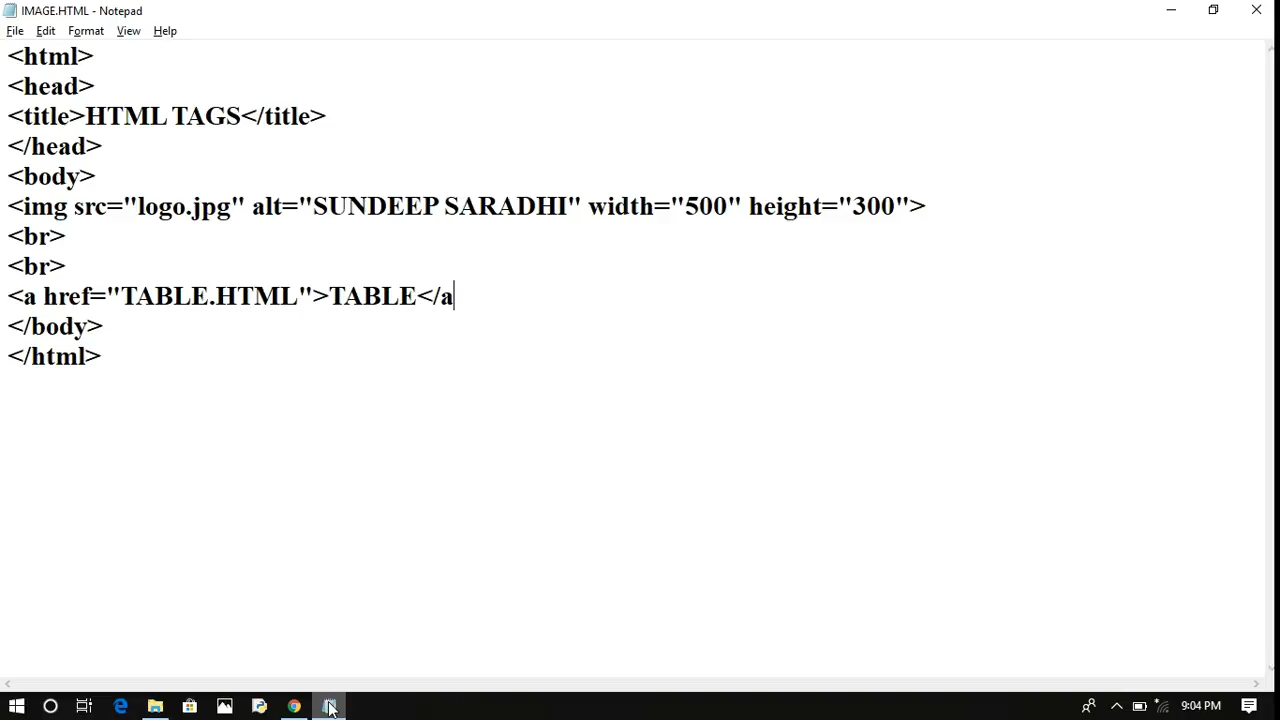 IMAGE.HTML - Notepad
File Edit Format View Help
<html>
<head>
<title>HTML TAGS</title>
</head>
<body>
<img src="logo.jpg" alt="SUNDEEP SARADHI" width="500" height="300">
<br>
<br>
<a href="TABLE.HTML">TABLE</a
</body>
</html>
9:04 PM